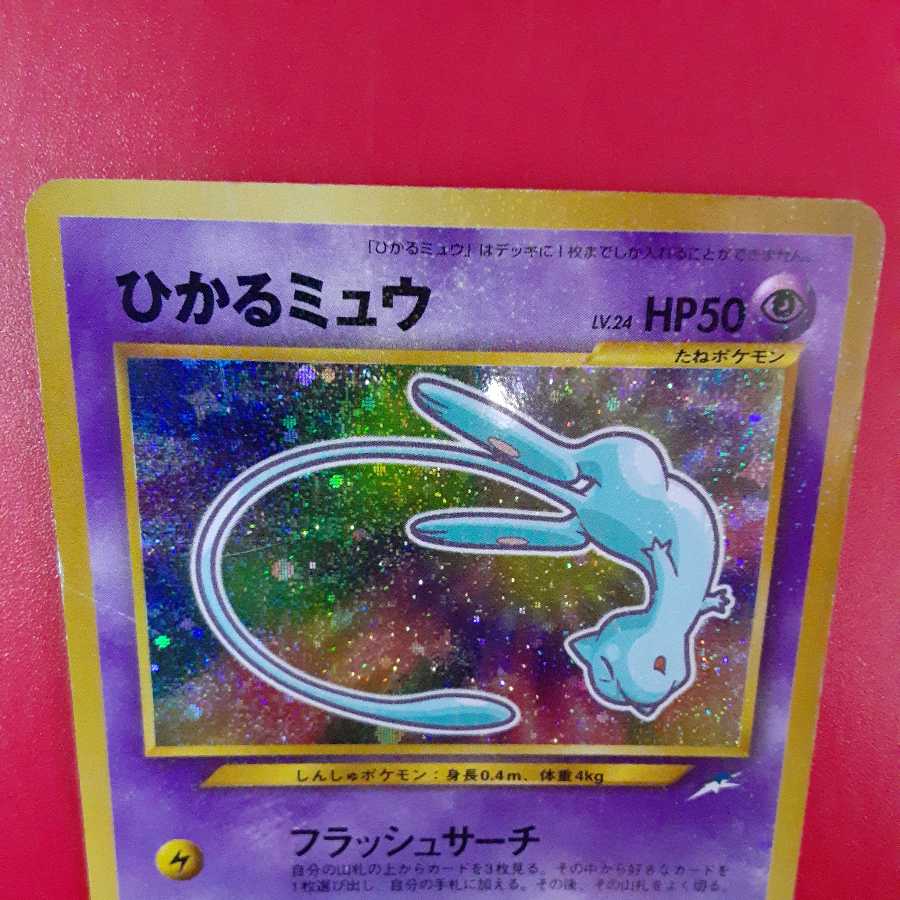 「ひかるミュウ」はデッキに1枚までしか入れることができません。
ひかるミュウ
LV.24 HP50
たねポケモン
しんしゅポケモン：身長0.4m、体重4kg
フラッシュサーチ
自分の山札の上からカードを3枚見る。その中から好きなカードを
1枚選び出し、自分の手札に加える。その後、その山札をよく切る。